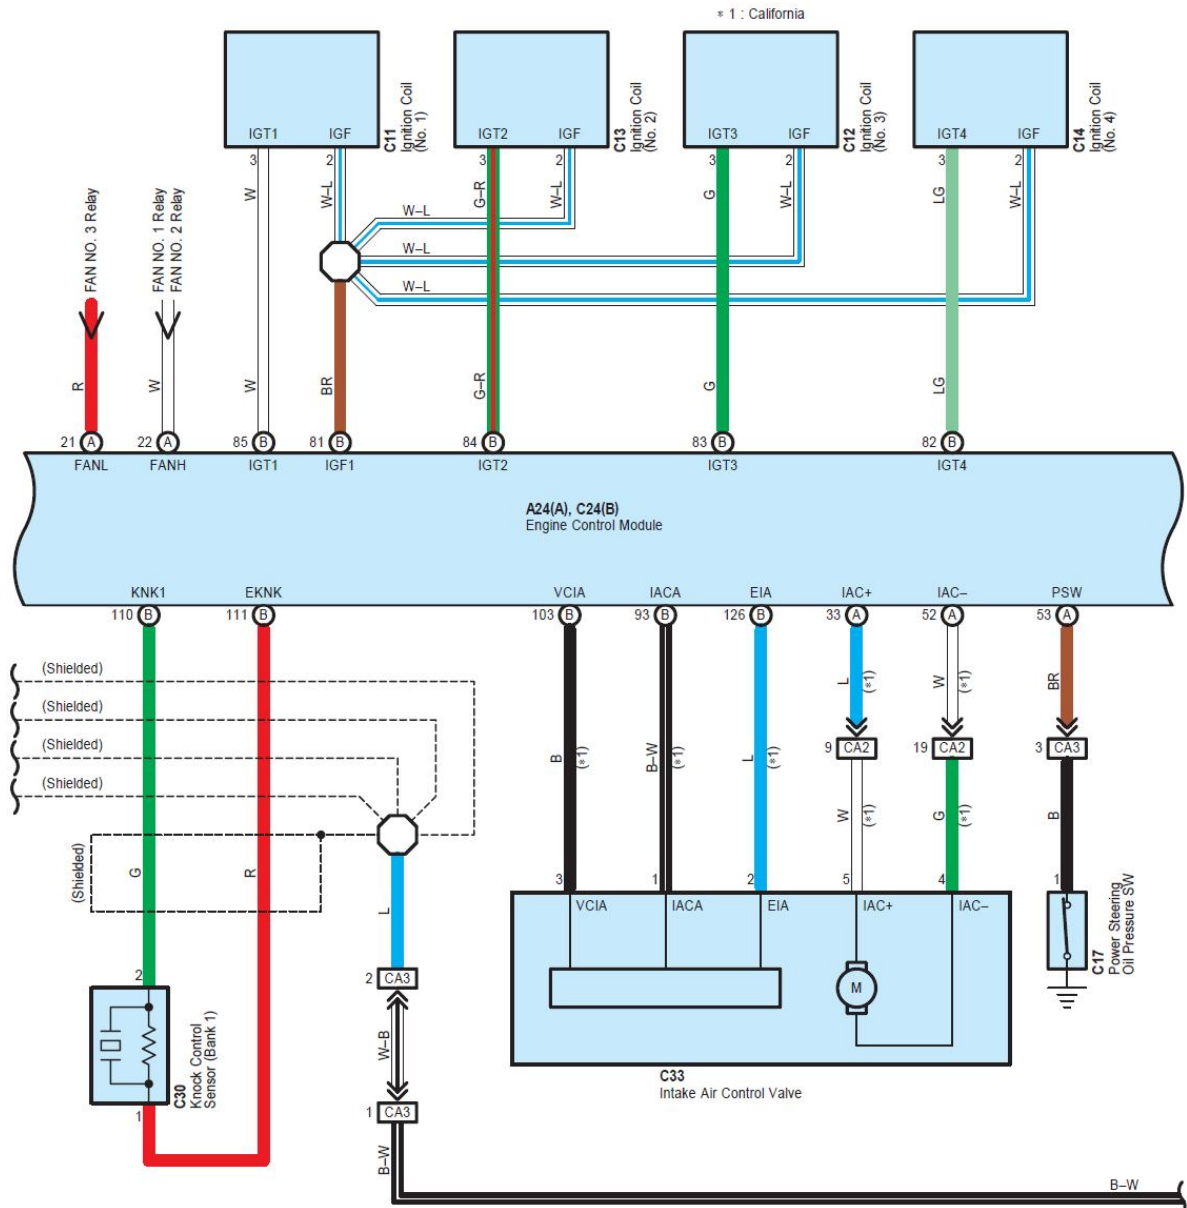 * 1 : California
IGT1 IGF
C11
Ignition Coil
(No. 1)
IGT2 IGF
C13
Ignition Coil
(No. 2)
IGT3 IGF
C12
Ignition Coil
(No. 3)
IGT4 IGF
C14
Ignition Coil
(No. 4)
3 2 3 2 3 2 3 2
W W–L G–R W–L G W–L LG W–L
FAN NO. 3 Relay
FAN NO. 1 Relay
FAN NO. 2 Relay
W–L
W–L
W–L
R W W BR G–R G LG
21 A 22 A 85 B 81 B 84 B 83 B 82 B
FANL FANH IGT1 IGF1 IGT2 IGT3 IGT4
A24(A), C24(B)
Engine Control Module
KNK1 EKNK VCIA IACA EIA IAC+ IAC– PSW
110 B 111 B 103 B 93 B 126 B 33 A 52 A 53 A
(Shielded)
(Shielded)
(Shielded)
(Shielded)
L (*1) W (*1) BR
9 CA2 19 CA2 3 CA3
B (*1) B–W (*1) L (*1)
W (*1) G (*1) B
(Shielded)
G R L
3 1 2 5 4 1
VCIA IACA EIA IAC+ IAC–
M
C17
Power Steering
Oil Pressure SW
2
2 CA3
C30
Knock Control
Sensor (Bank 1)
W–B
C33
Intake Air Control Valve
1
1 CA3
B–W
B–W